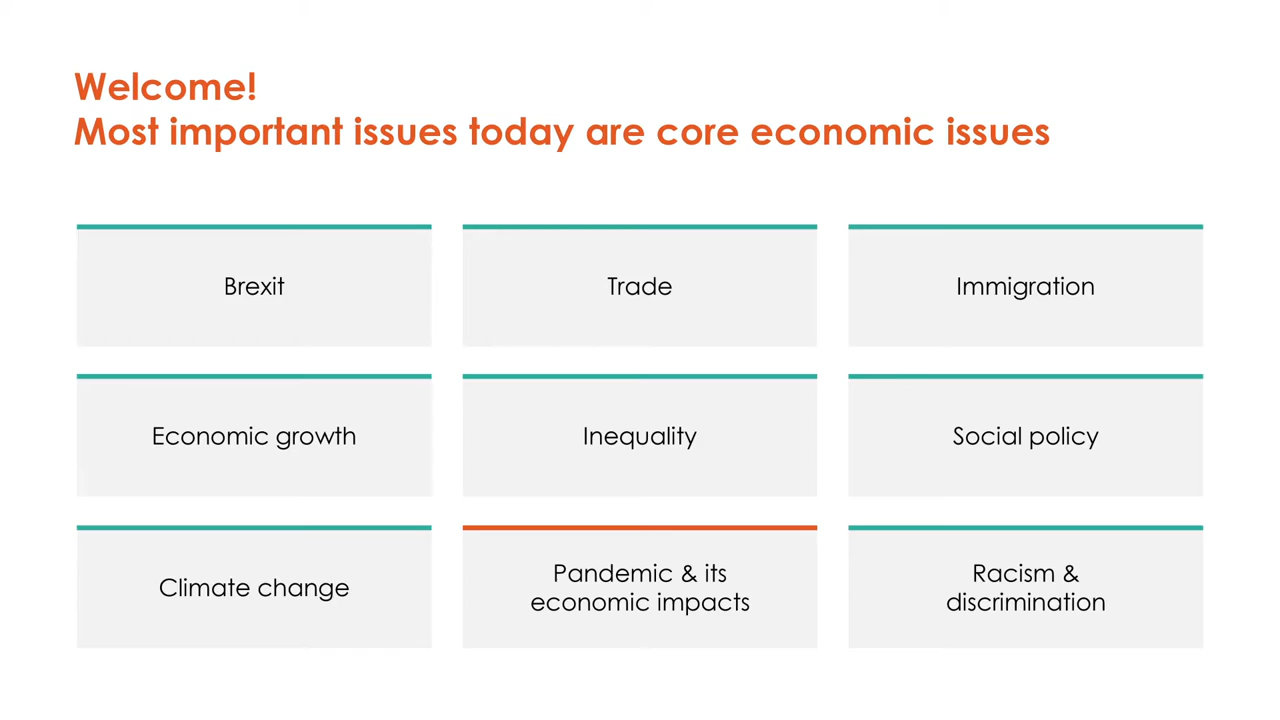 Welcome!
Most important issues today are core economic issues
Brexit
Trade
Immigration
Economic growth
Inequality
Social policy
Climate change
Pandemic & its
economic impacts
Racism &
discrimination